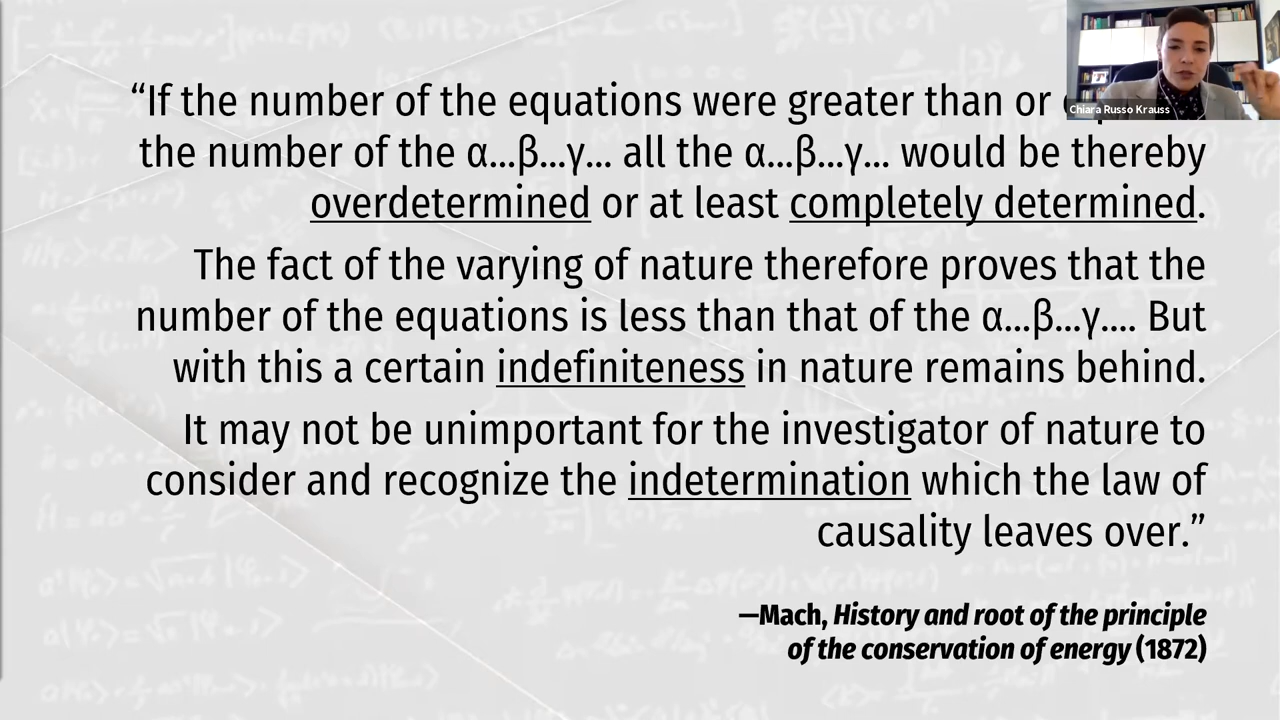 “If the number of the equations were greater than or
the number of the α...β...γ... all the α...β...γ... would be thereby
overdetermined or at least completely determined.
The fact of the varying of nature therefore proves that the
number of the equations is less than that of the α...β...γ.... But
with this a certain indefiniteness in nature remains behind.
It may not be unimportant for the investigator of nature to
consider and recognize the indetermination which the law of
causality leaves over.”
—Mach, History and root of the principle
of the conservation of energy (1872)
Chiara Russo Krauss